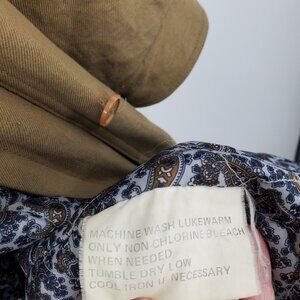 MACHINE WASH LUKEWARM
ONLY NON CHLORINE BLEACH
WHEN NEEDED
TUMBLE DRY LOW
COOL IRON IF NECESSARY